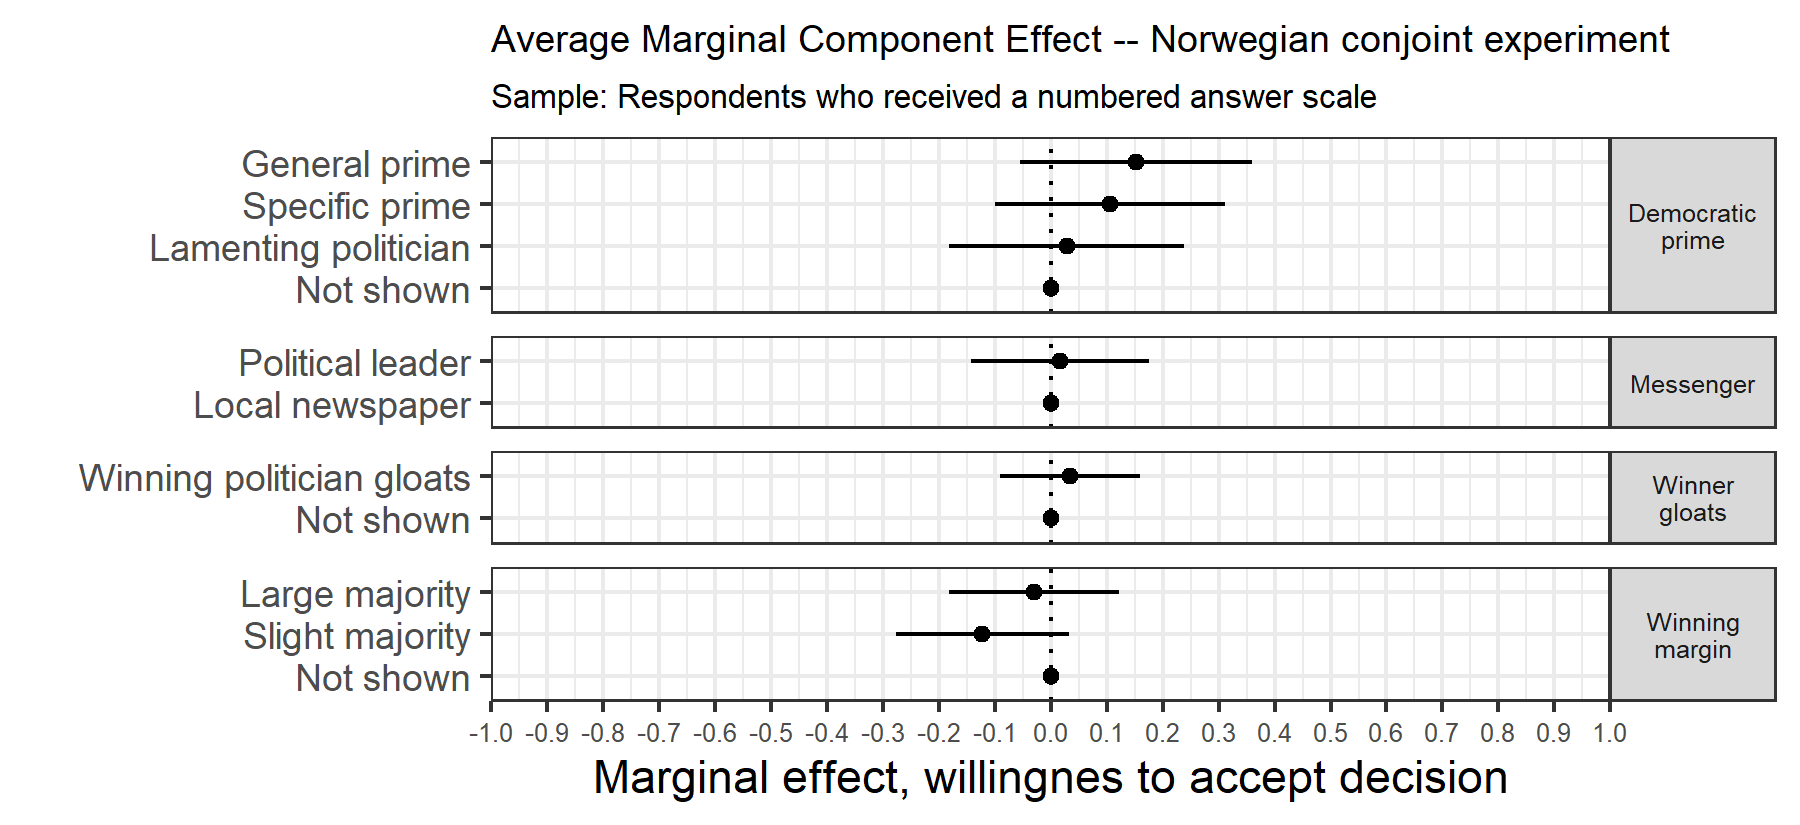 Average Marginal Component Effect -- Norwegian conjoint experiment
Sample: Respondents who received a numbered answer scale
General prime
Specific prime
Lamenting politician
Not shown
Democratic
prime
Political leader
Local newspaper
Messenger
Winning politician gloats
Not shown
Winner
gloats
Large majority
Slight majority
Not shown
Winning
margin
-1.0 -0.9 -0.8 -0.7 -0.6 -0.5 -0.4 -0.3 -0.2 -0.1 0.0 0.1 0.2 0.3 0.4 0.5 0.6 0.7 0.8 0.9 1.0
Marginal effect, willingnes to accept decision